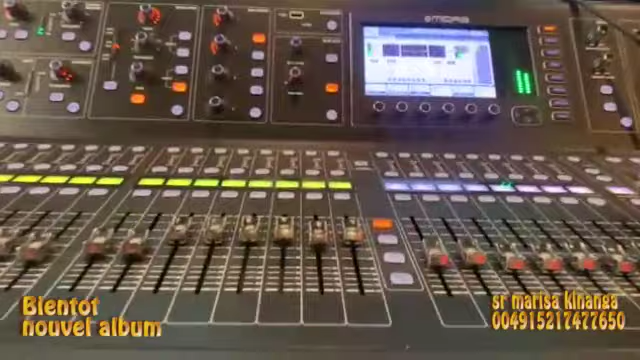 MIDAS
Bientot
nouvel album
sr marisa kinanga
004915217477650